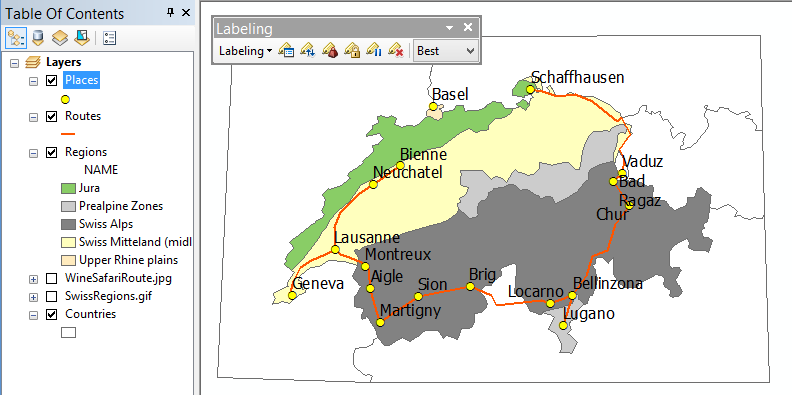 Table Of Contents
Layers
Places
Routes
Regions
NAME
Jura
Prealpine Zones
Swiss Alps
Swiss Mitteland (midl
Upper Rhine plains
WineSafariRoute.jpg
SwissRegions.gif
Countries
Labeling
Labeling
Best
Schaffhausen
Basel
Bienne
Neuchatel
Vaduz
Bad
Ragaz
Chur
Lausanne
Montreux
Geneva
Aigle
Sion
Brig
Locarno
Bellinzona
Martigny
Lugano